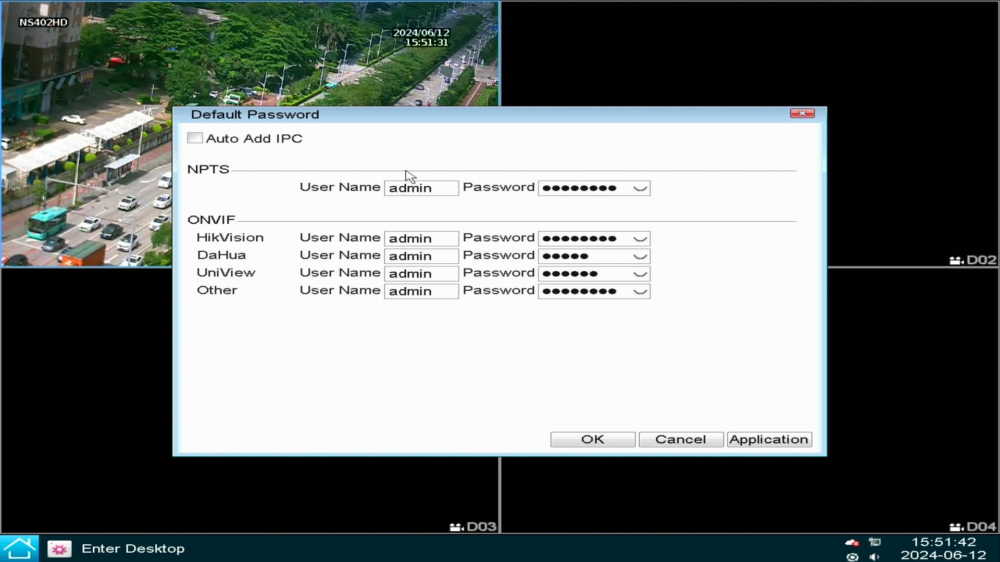 NS402HD
2024/06/12
15:51:31
Default Password
Auto Add IPC
NPTS
User Name admin Password ●●●●●●●●
ONVIF
HikVision User Name admin Password ●●●●●●●●
DaHua User Name admin Password ●●●●●
UniView User Name admin Password ●●●●●●
Other User Name admin Password ●●●●●●●●
OK Cancel Application
D02
D03
D04
Enter Desktop
15:51:42
2024-06-12